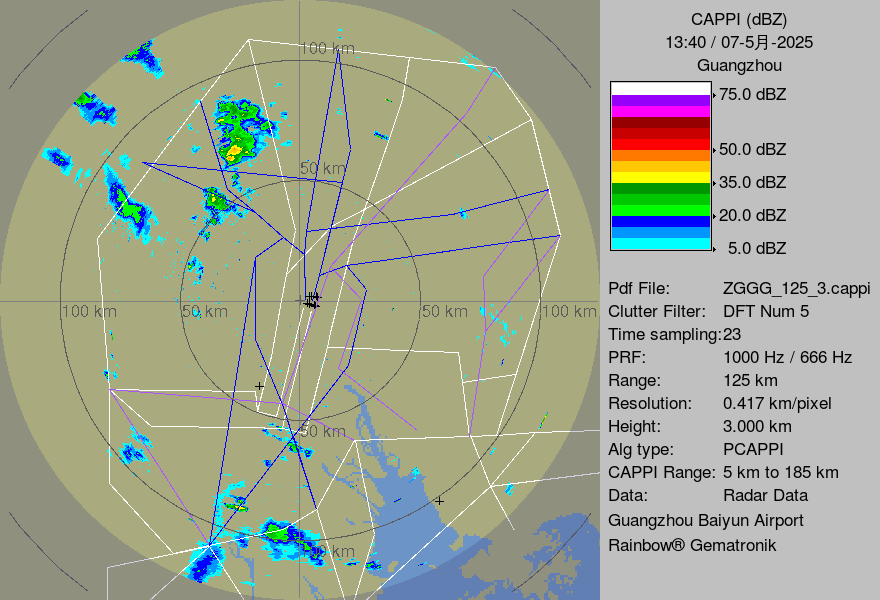 CAPPI (dBZ)
13:40 / 07-5月-2025
Guangzhou
75.0 dBZ
50.0 dBZ
35.0 dBZ
20.0 dBZ
5.0 dBZ
100 km
50 km
100 km
50 km
50 km
100 km
50 km
100 km
Pdf File: ZGGG_125_3.cappi
Clutter Filter: DFT Num 5
Time sampling:23
PRF: 1000 Hz / 666 Hz
Range: 125 km
Resolution: 0.417 km/pixel
Height: 3.000 km
Alg type: PCAPPI
CAPPI Range: 5 km to 185 km
Data: Radar Data
Guangzhou Baiyun Airport
Rainbow® Gematronik